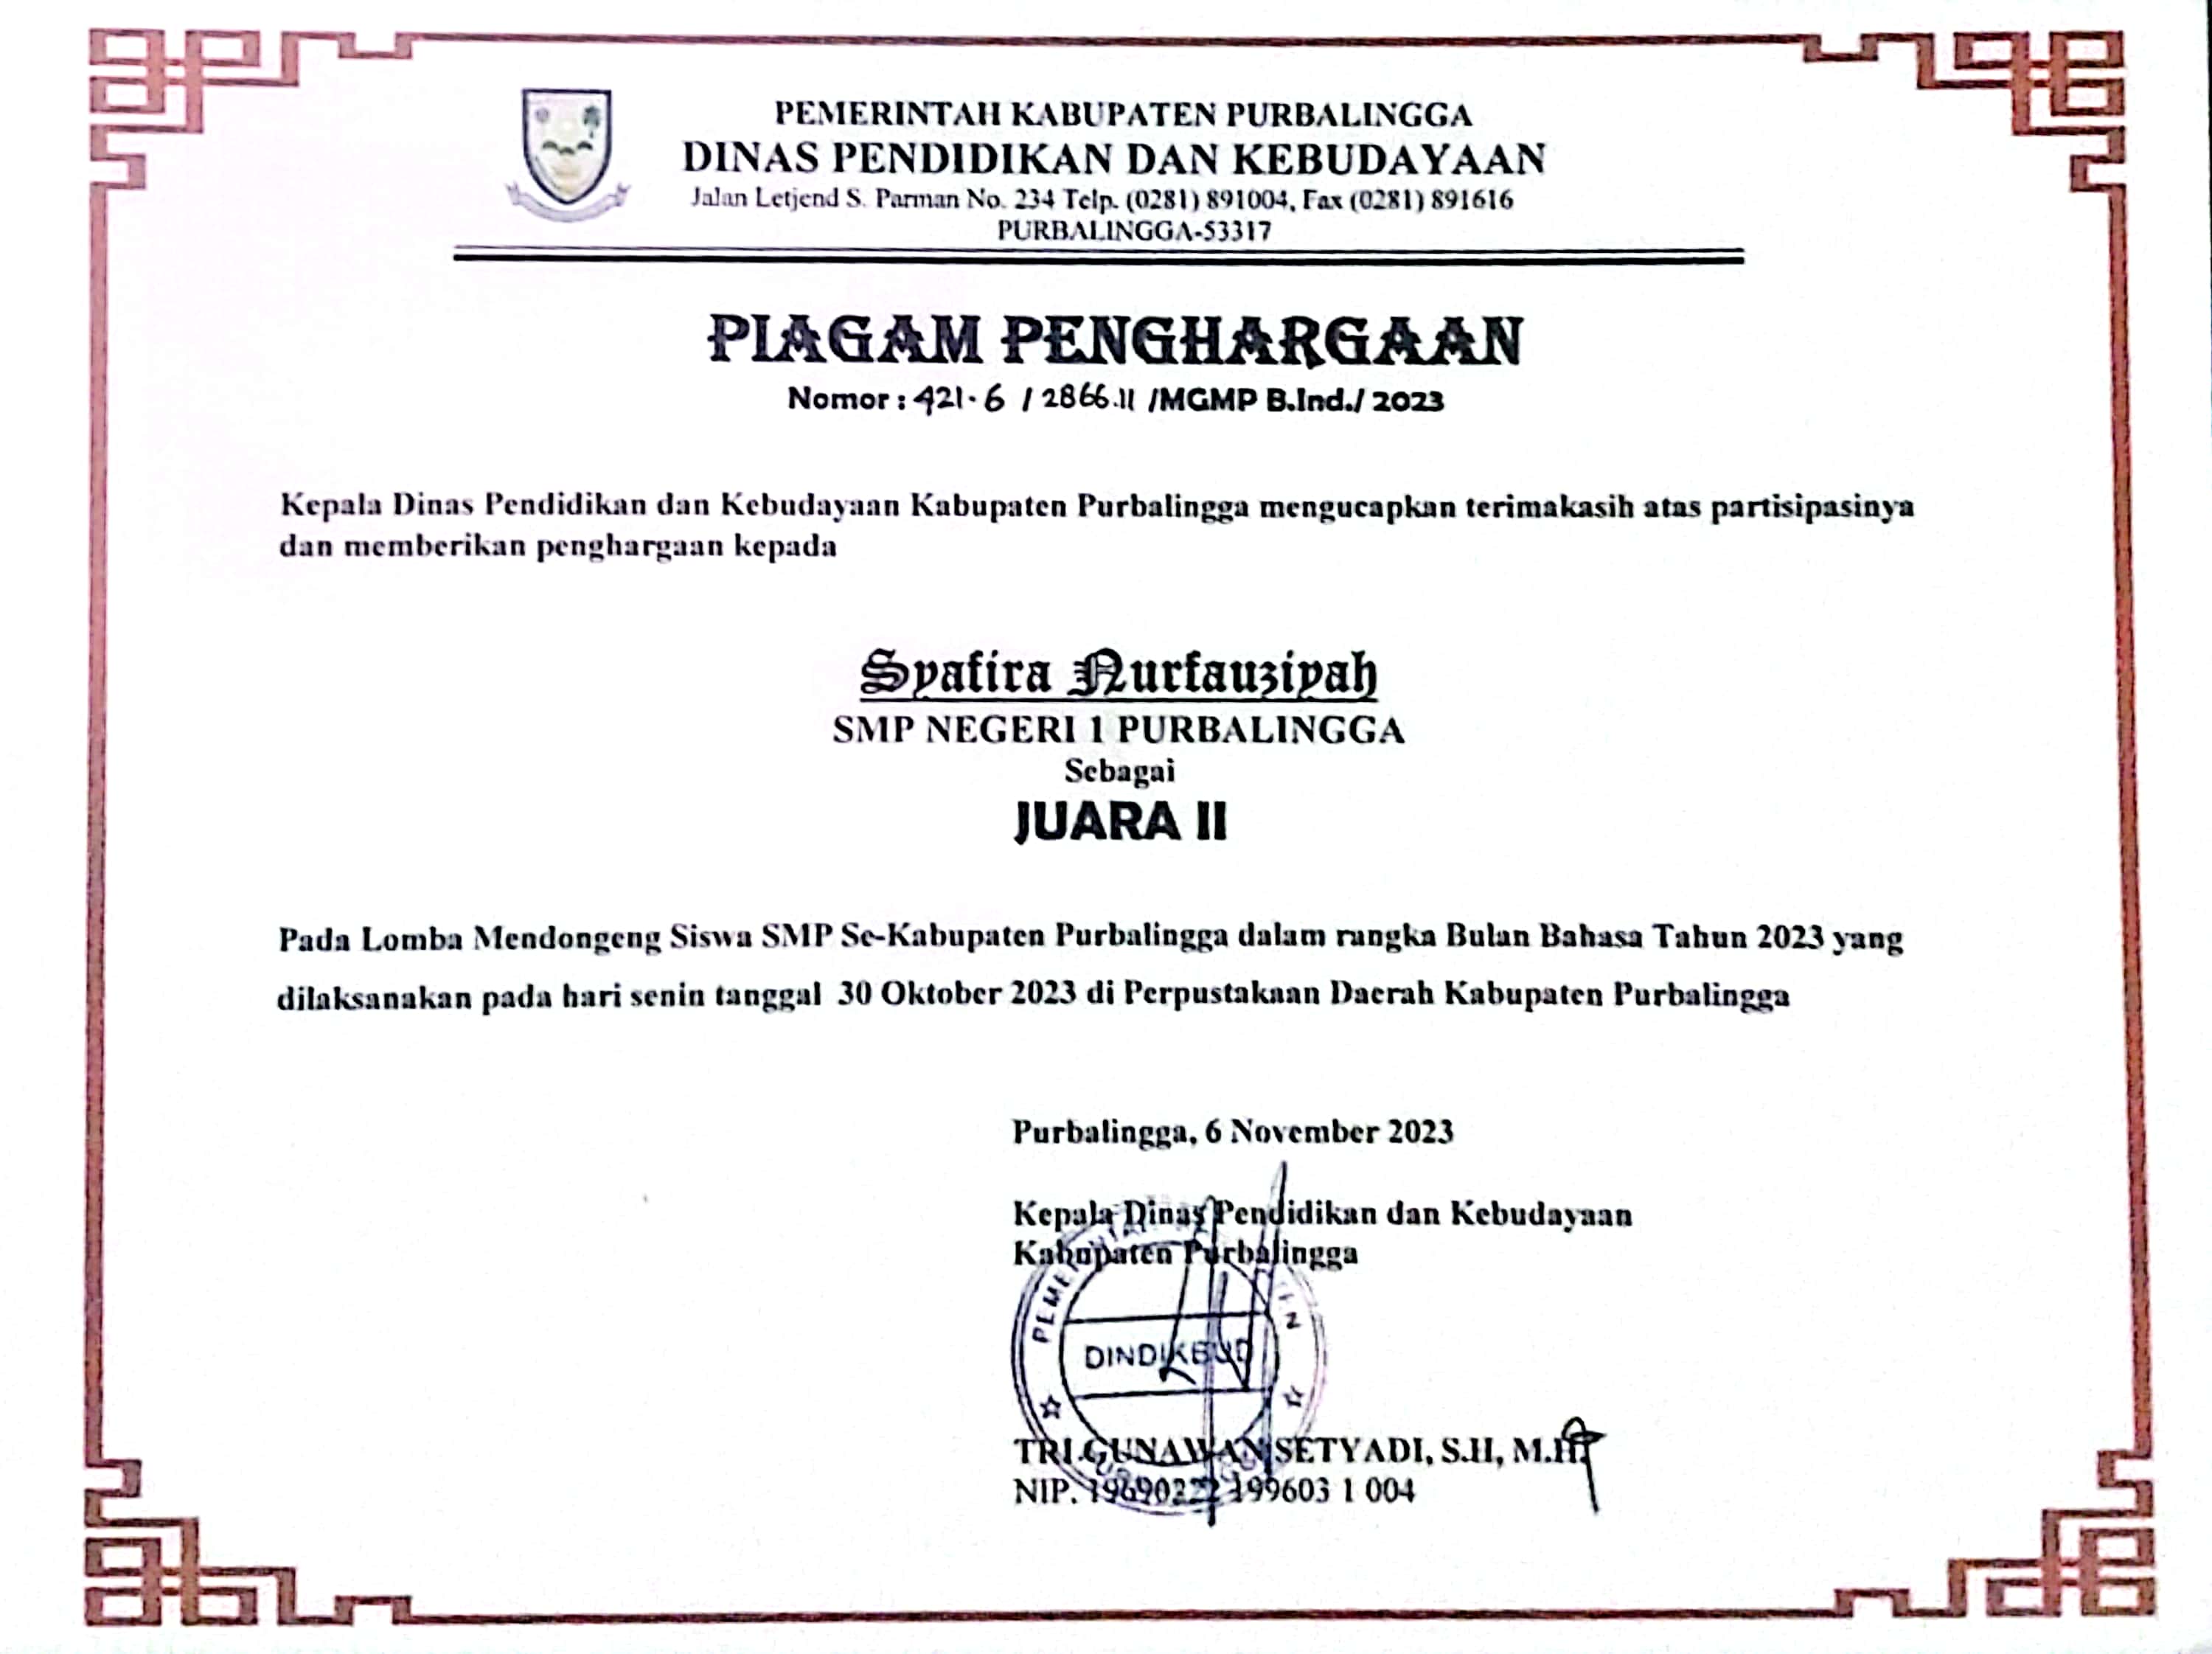 PEMERINTAH KABUPATEN PURBALINGGA
DINAS PENDIDIKAN DAN KEBUDAYAAN
Jalan Letjend S. Parman No. 234 Telp. (0281) 891004, Fax (0281) 891616
PURBALINGGA-53317
PIAGAM PENGHARGAAN
Nomor : 421.6 / 2866.11 /MGMP B.Ind./ 2023
Kepala Dinas Pendidikan dan Kebudayaan Kabupaten Purbalingga mengucapkan terimakasih atas partisipasinya
dan memberikan penghargaan kepada
Syafira Nurfauziyah
SMP NEGERI 1 PURBALINGGA
Sebagai
JUARA II
Pada Lomba Mendongeng Siswa SMP Se-Kabupaten Purbalingga dalam rangka Bulan Bahasa Tahun 2023 yang
dilaksanakan pada hari senin tanggal 30 Oktober 2023 di Perpustakaan Daerah Kabupaten Purbalingga
Purbalingga, 6 November 2023
Kepala Dinas Pendidikan dan Kebudayaan
Kabupaten Purbalingga
DINDIKBUD
TRI GUNAWAN SETYADI, S.H, M.H
NIP. 199603 1 004